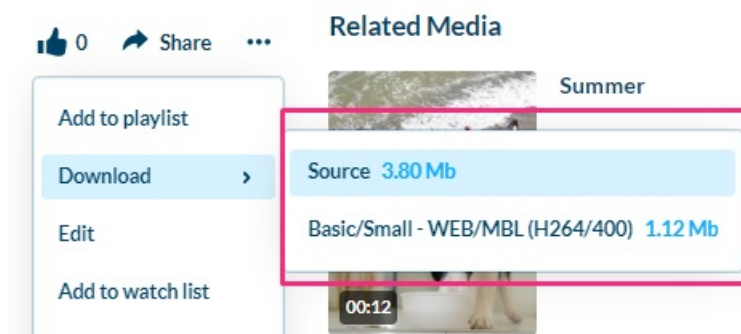 0 Share •••
Related Media
Summer
Add to playlist
Download >
Edit
Add to watch list
Source 3.80 Mb
Basic/Small - WEB/MBL (H264/400) 1.12 Mb
00:12